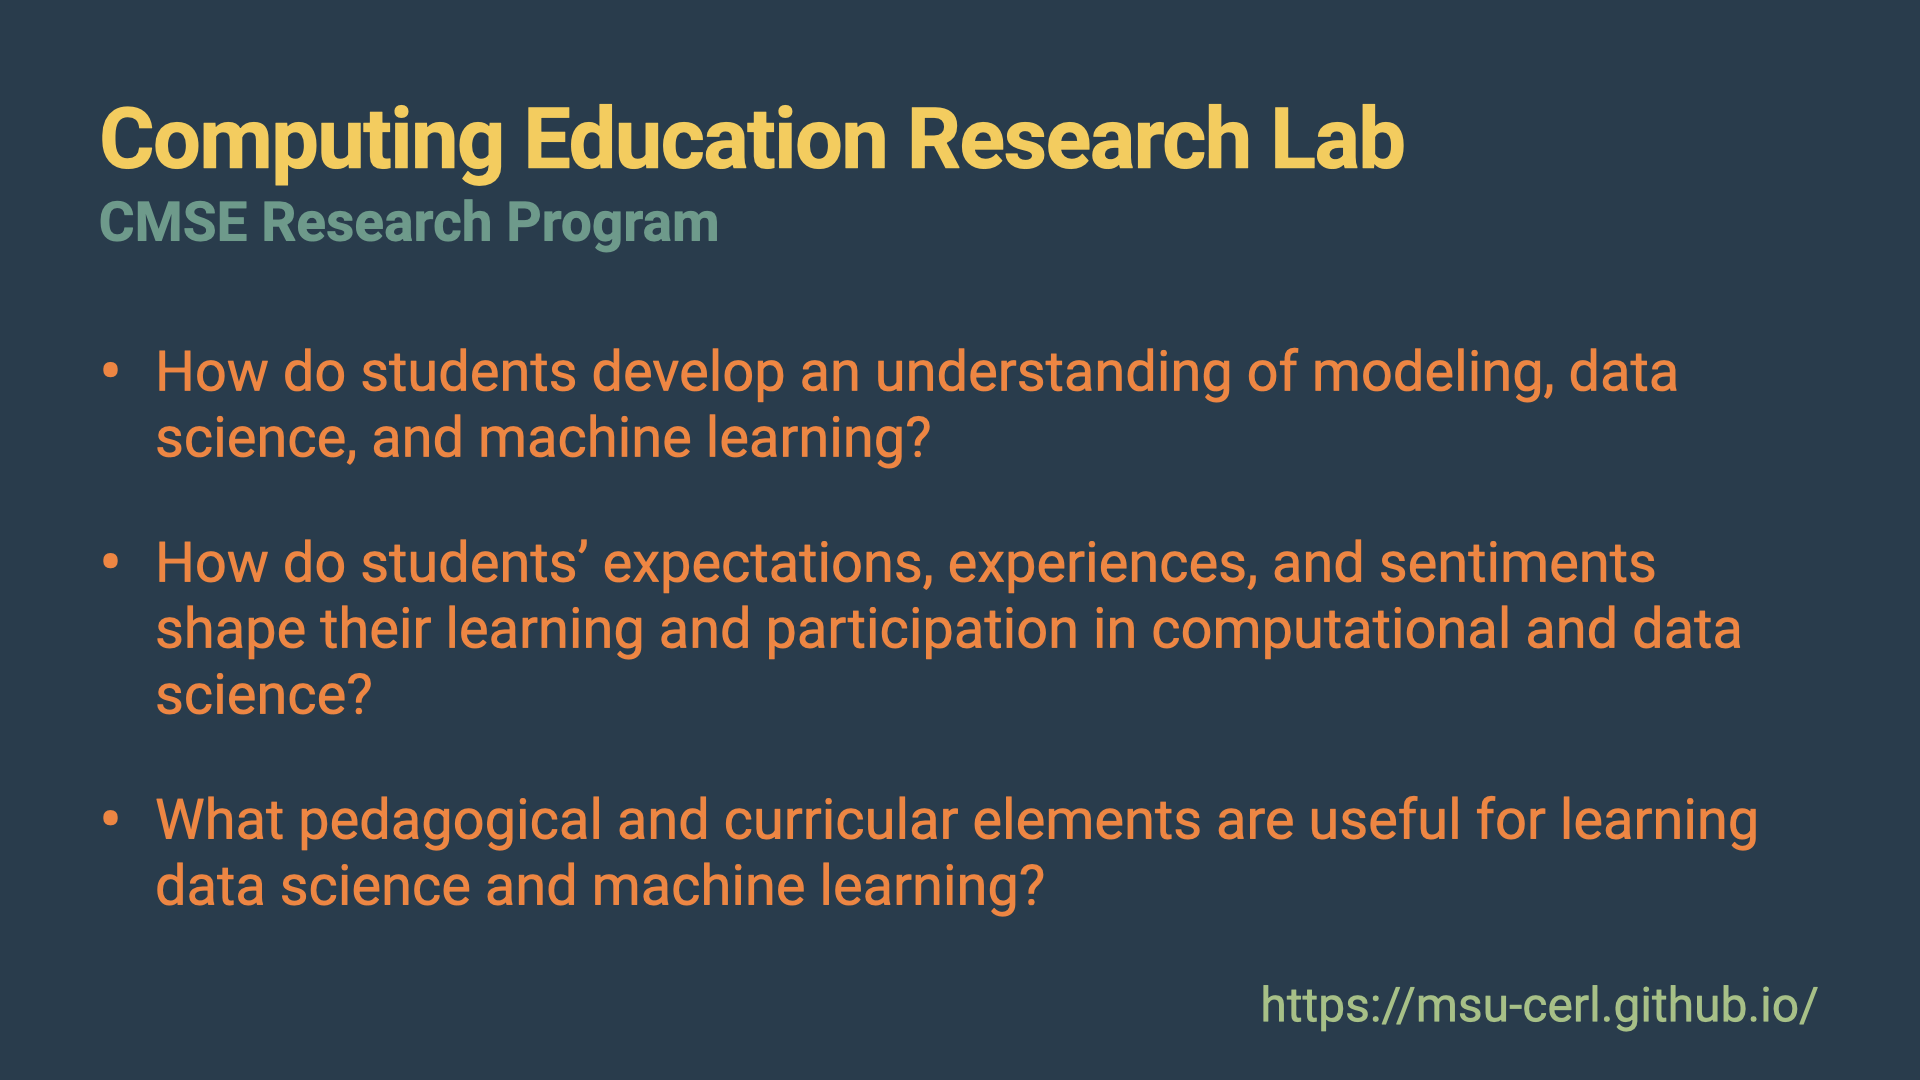 Computing Education Research Lab
CMSE Research Program
• How do students develop an understanding of modeling, data
science, and machine learning?
• How do students’ expectations, experiences, and sentiments
shape their learning and participation in computational and data
science?
• What pedagogical and curricular elements are useful for learning
data science and machine learning?
https://msu-cerl.github.io/